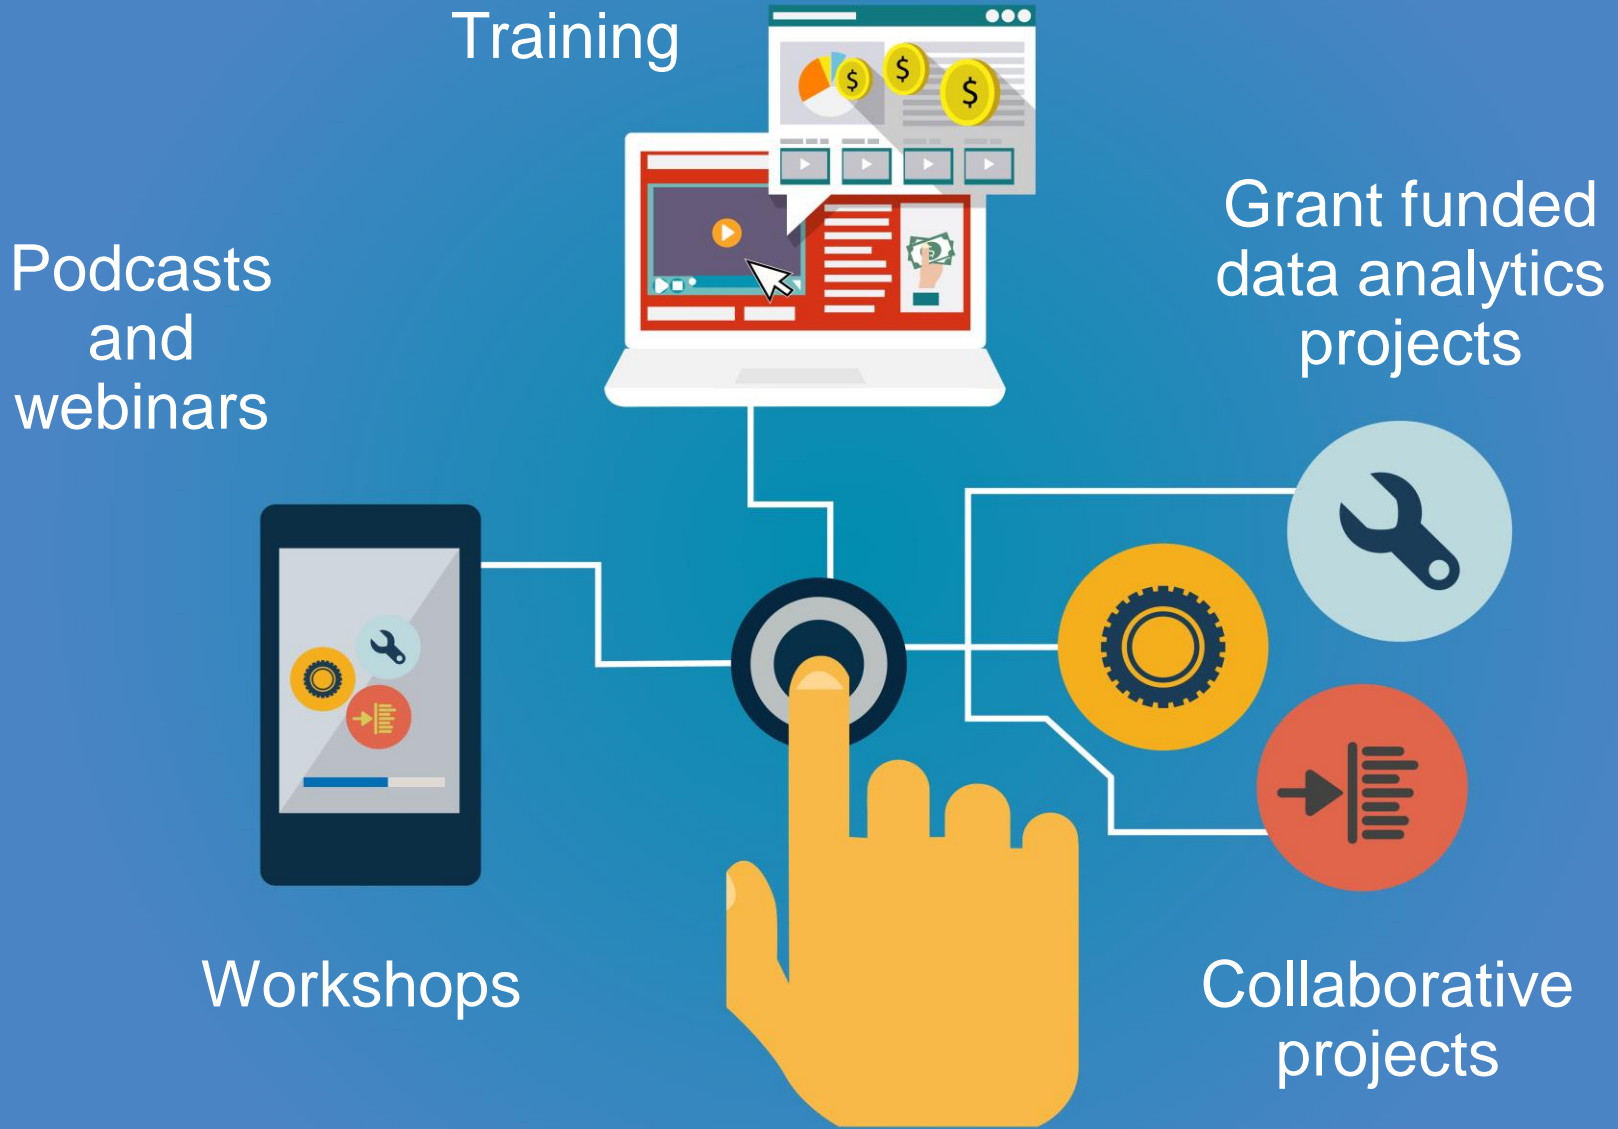 Training
Podcasts
and
webinars
Grant funded
data analytics
projects
Workshops
Collaborative
projects
$
$
$